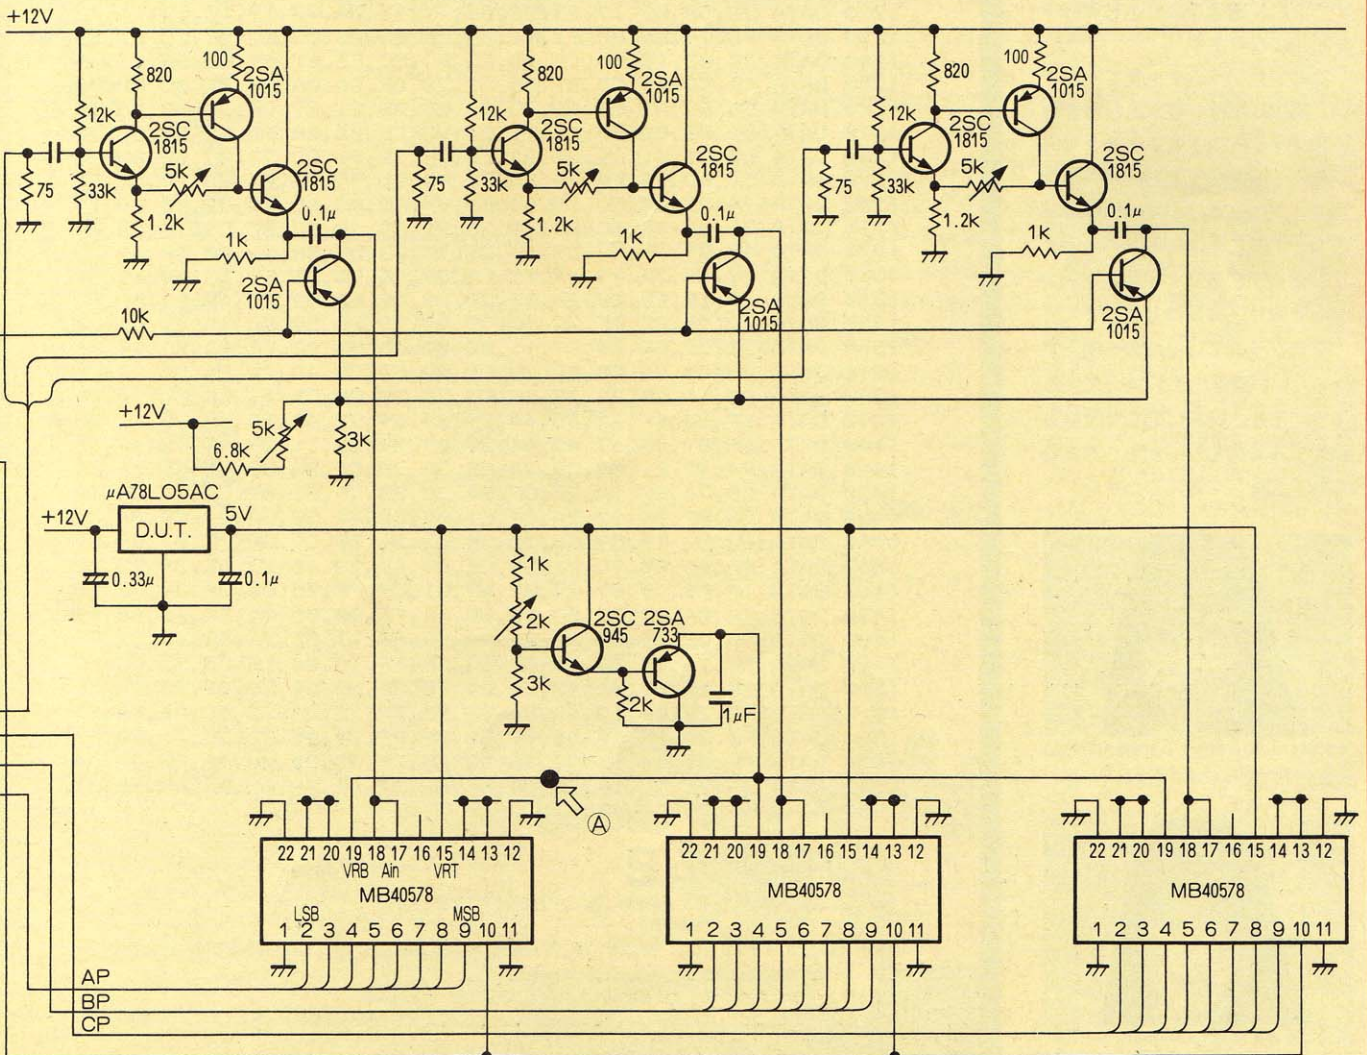 +12V
820 100 2SA 1015
12k 2SC 1815
75 33k 5k 2SC 1815
1.2k 0.1μ
1k
2SA 1015
820 100 2SA 1015
12k 2SC 1815
75 33k 5k 2SC 1815
1.2k 0.1μ
1k
2SA 1015
820 100 2SA 1015
12k 2SC 1815
75 33k 5k 2SC 1815
1.2k 0.1μ
1k
2SA 1015
10k
+12V
5k
6.8k
3k
μA78L05AC
+12V D.U.T. 5V
0.33μ 0.1μ
1k
2k
2SC 945
2SA 733
3k
2k
1μF
Ⓐ
22 21 20 19 18 17 16 15 14 13 12
VRB Ain VRT
MB40578
LSB MSB
1 2 3 4 5 6 7 8 9 10 11
22 21 20 19 18 17 16 15 14 13 12
MB40578
1 2 3 4 5 6 7 8 9 10 11
22 21 20 19 18 17 16 15 14 13 12
MB40578
1 2 3 4 5 6 7 8 9 10 11
AP
BP
CP